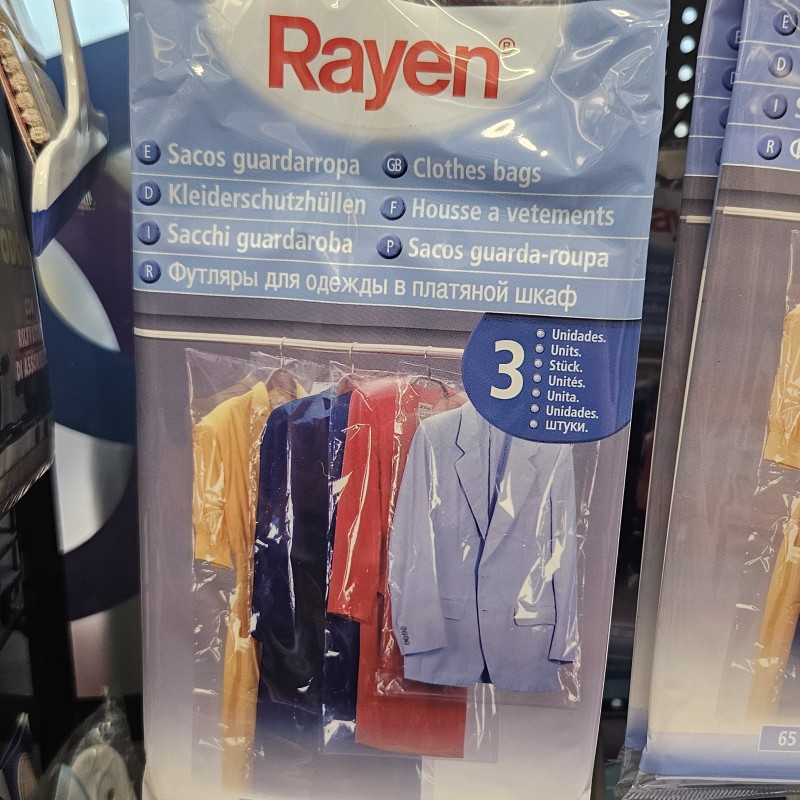 Rayen®
E Sacos guardarropa GB Clothes bags
D Kleiderschutzhüllen F Housse a vetements
I Sacchi guardaroba P Sacos guarda-roupa
R Футляры для одежды в платяной шкаф
3
Unidades.
Units.
Stück.
Unités.
Unita.
Unidades.
штуки.
E
D
I
R
65